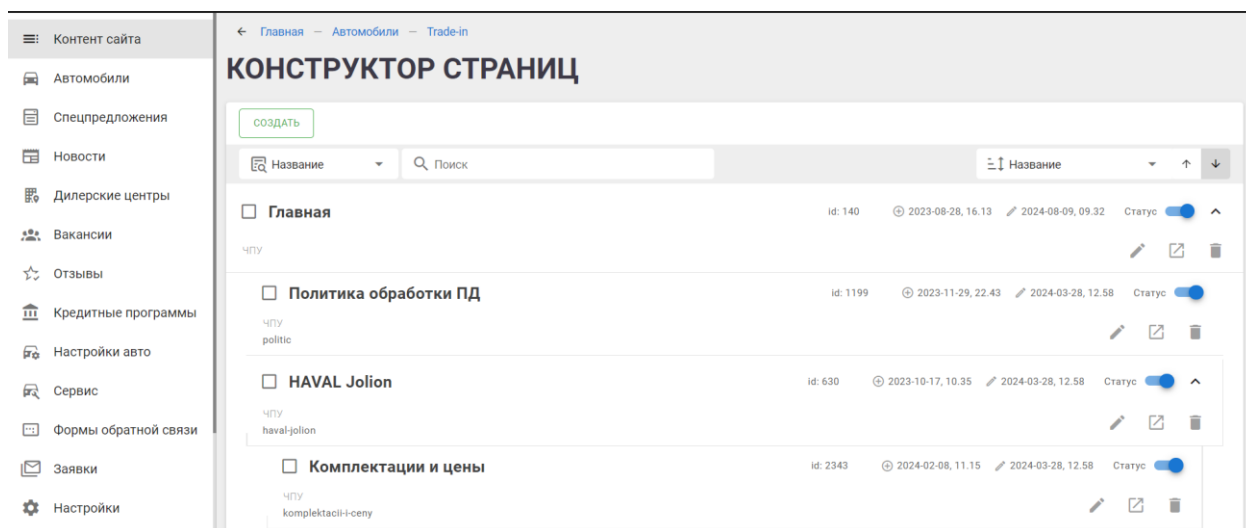 Контент сайта
Автомобили
Спецпредложения
Новости
Дилерские центры
Вакансии
Отзывы
Кредитные программы
Настройки авто
Сервис
Формы обратной связи
Заявки
Настройки
Главная — Автомобили — Trade-in
КОНСТРУКТОР СТРАНИЦ
СОЗДАТЬ
Название Поиск Название
Главная id: 140 2023-08-28, 16.13 2024-08-09, 09.32 Статус
ЧПУ
Политика обработки ПД id: 1199 2023-11-29, 22.43 2024-03-28, 12.58 Статус
ЧПУ
politic
HAVAL Jolion id: 630 2023-10-17, 10.35 2024-03-28, 12.58 Статус
ЧПУ
haval-jolion
Комплектации и цены id: 2343 2024-02-08, 11.15 2024-03-28, 12.58 Статус
ЧПУ
komplektacii-i-ceny